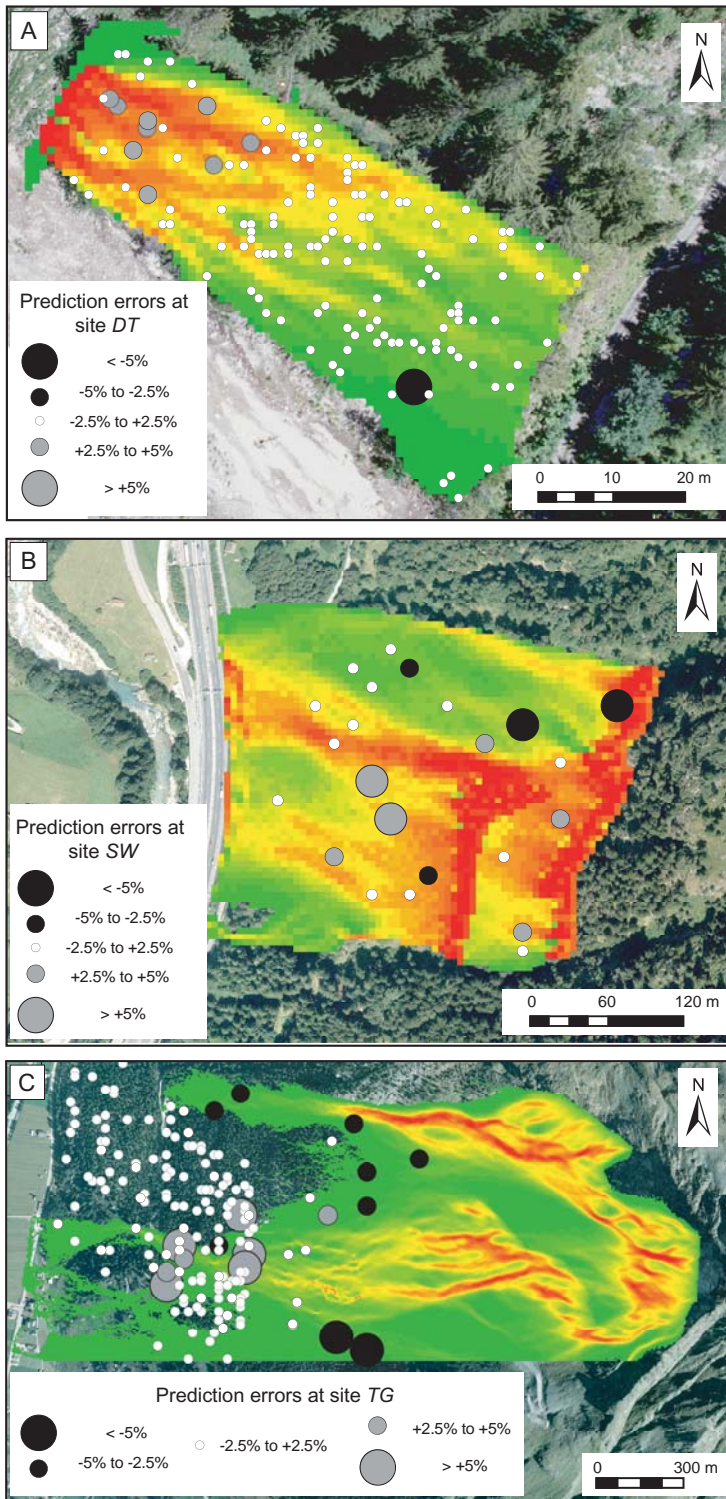 A
N
Prediction errors at
site DT
< -5%
-5% to -2.5%
-2.5% to +2.5%
+2.5% to +5%
> +5%
0 10 20 m
B
N
Prediction errors at
site SW
< -5%
-5% to -2.5%
-2.5% to +2.5%
+2.5% to +5%
> +5%
0 60 120 m
C
N
Prediction errors at site TG
< -5%
-5% to -2.5%
-2.5% to +2.5%
+2.5% to +5%
> +5%
0 300 m